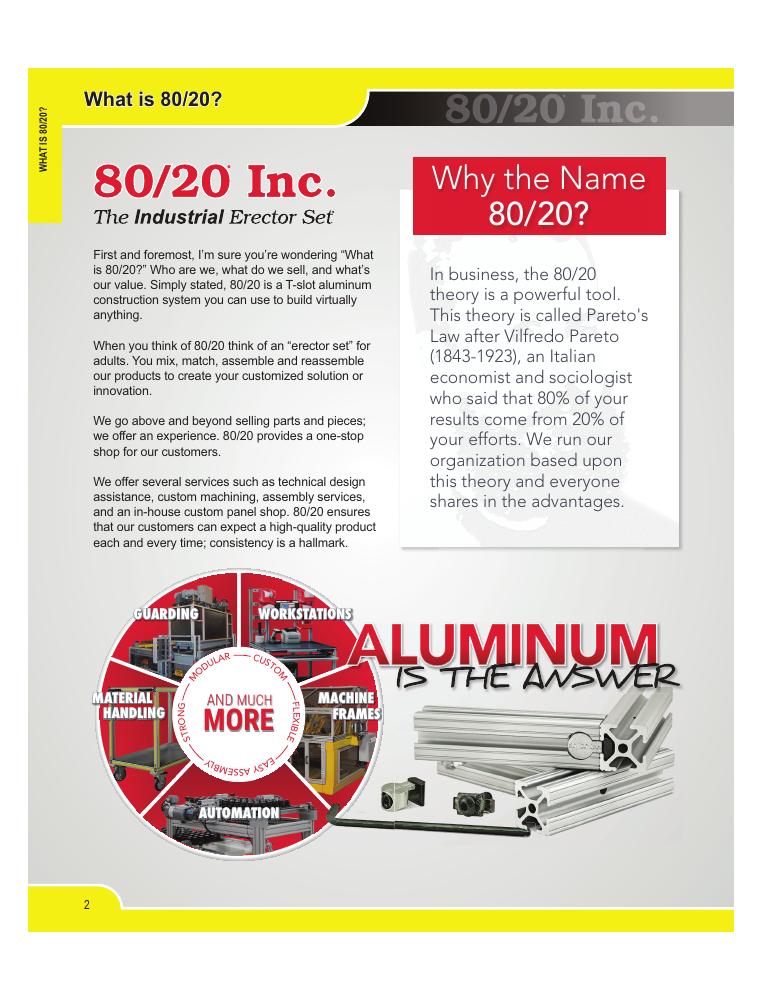 What is 80/20?
80/20 Inc.
WHAT IS 80/20?
80/20 Inc.
The Industrial Erector Set
First and foremost, I'm sure you're wondering “What
is 80/20?” Who are we, what do we sell, and what's
our value. Simply stated, 80/20 is a T-slot aluminum
construction system you can use to build virtually
anything.
When you think of 80/20 think of an “erector set” for
adults. You mix, match, assemble and reassemble
our products to create your customized solution or
innovation.
We go above and beyond selling parts and pieces;
we offer an experience. 80/20 provides a one-stop
shop for our customers.
We offer several services such as technical design
assistance, custom machining, assembly services,
and an in-house custom panel shop. 80/20 ensures
that our customers can expect a high-quality product
each and every time; consistency is a hallmark.
Why the Name
80/20?
In business, the 80/20
theory is a powerful tool.
This theory is called Pareto's
Law after Vilfredo Pareto
(1843-1923), an Italian
economist and sociologist
who said that 80% of your
results come from 20% of
your efforts. We run our
organization based upon
this theory and everyone
shares in the advantages.
GUARDING
WORKSTATIONS
MATERIAL
HANDLING
MACHINE
FRAMES
AUTOMATION
MODULAR
CUSTOM
FLEXIBLE
EASY ASSEMBLY
STRONG
AND MUCH
MORE
ALUMINUM
IS THE ANSWER
2